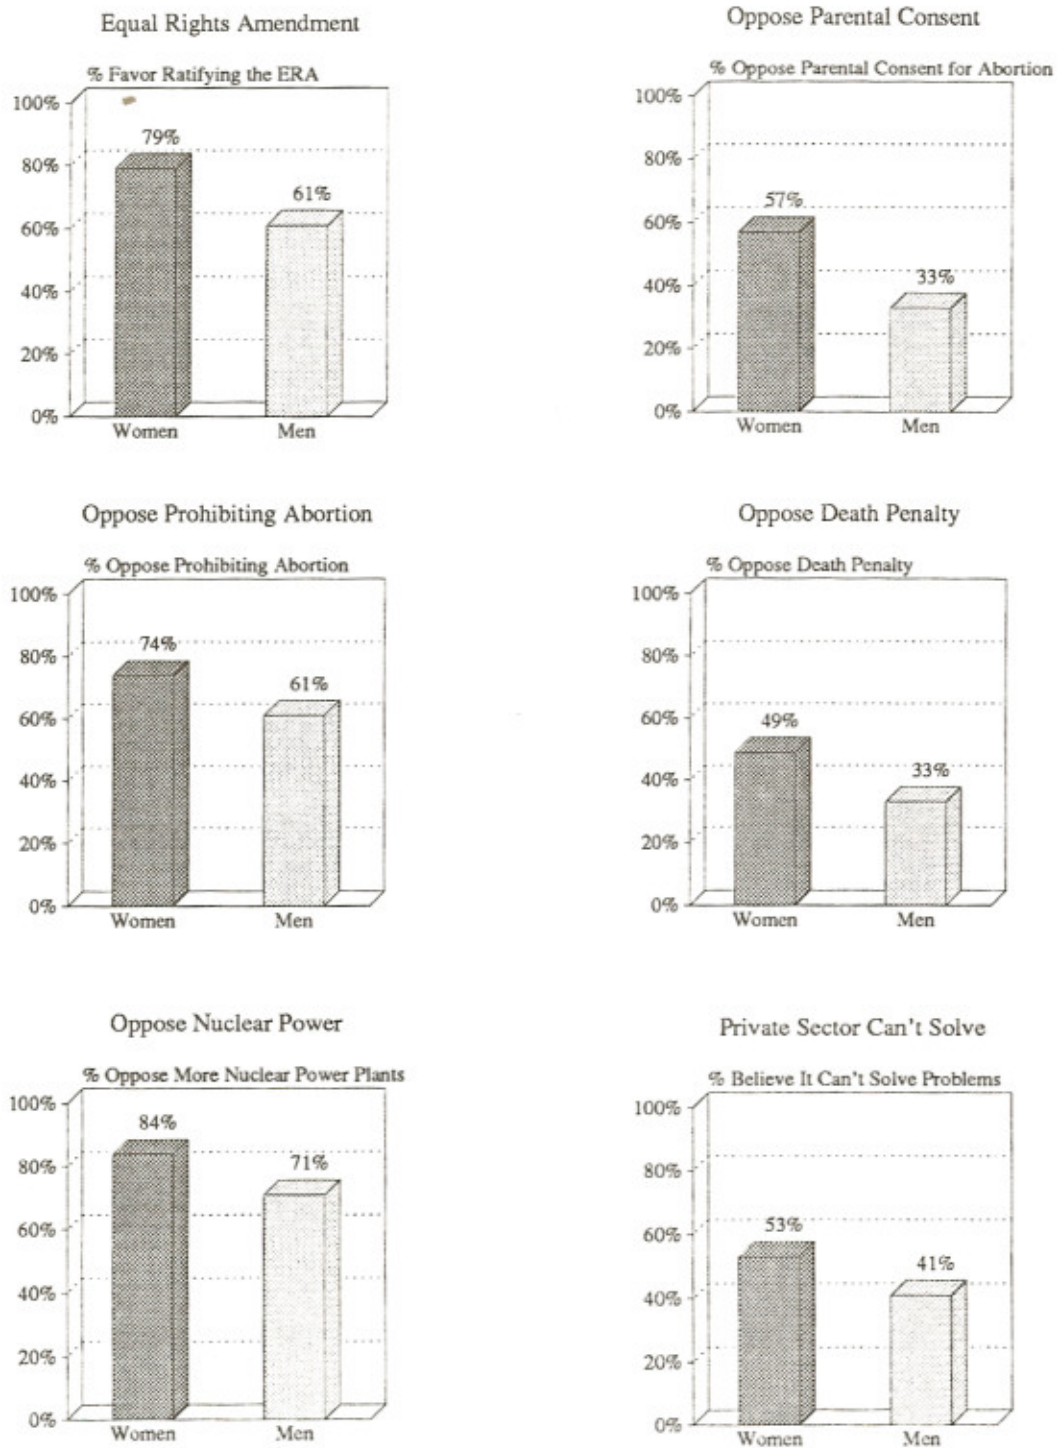 Equal Rights Amendment
% Favor Ratifying the ERA
100%
79%
80%
61%
60%
40%
20%
0%
Women Men
Oppose Parental Consent
% Oppose Parental Consent for Abortion
100%
80%
57%
60%
40%
33%
20%
0%
Women Men
Oppose Prohibiting Abortion
% Oppose Prohibiting Abortion
100%
74%
80%
61%
60%
40%
20%
0%
Women Men
Oppose Death Penalty
% Oppose Death Penalty
100%
80%
60%
49%
40%
33%
20%
0%
Women Men
Oppose Nuclear Power
% Oppose More Nuclear Power Plants
100%
84%
80%
71%
60%
40%
20%
0%
Women Men
Private Sector Can't Solve
% Believe It Can't Solve Problems
100%
80%
60%
53%
41%
40%
20%
0%
Women Men